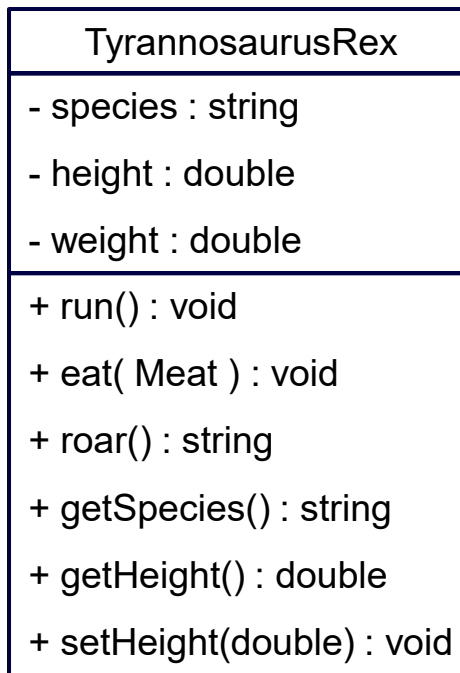 TyrannosaurusRex
- species : string
- height : double
- weight : double
+ run() : void
+ eat( Meat ) : void
+ roar() : string
+ getSpecies() : string
+ getHeight() : double
+ setHeight(double) : void